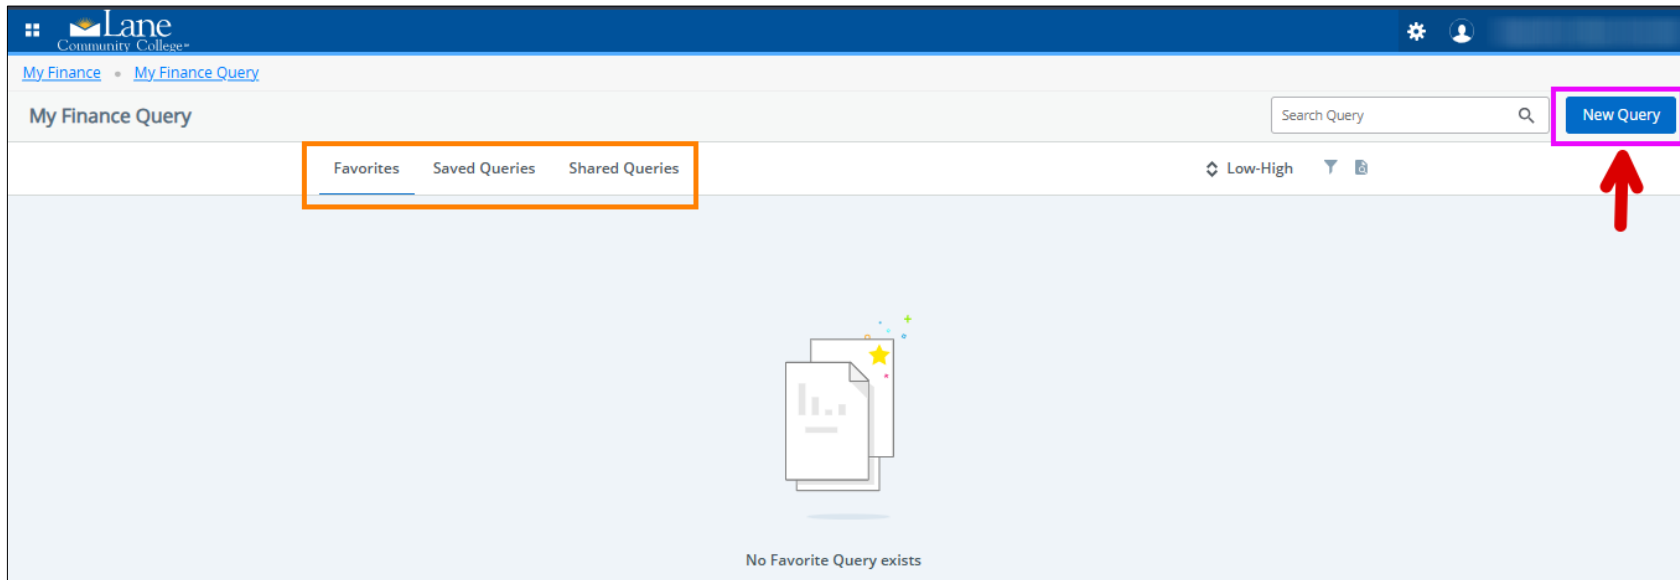 Lane
Community College
My Finance • My Finance Query
My Finance Query
Search Query
New Query
Favorites Saved Queries Shared Queries
Low-High
No Favorite Query exists